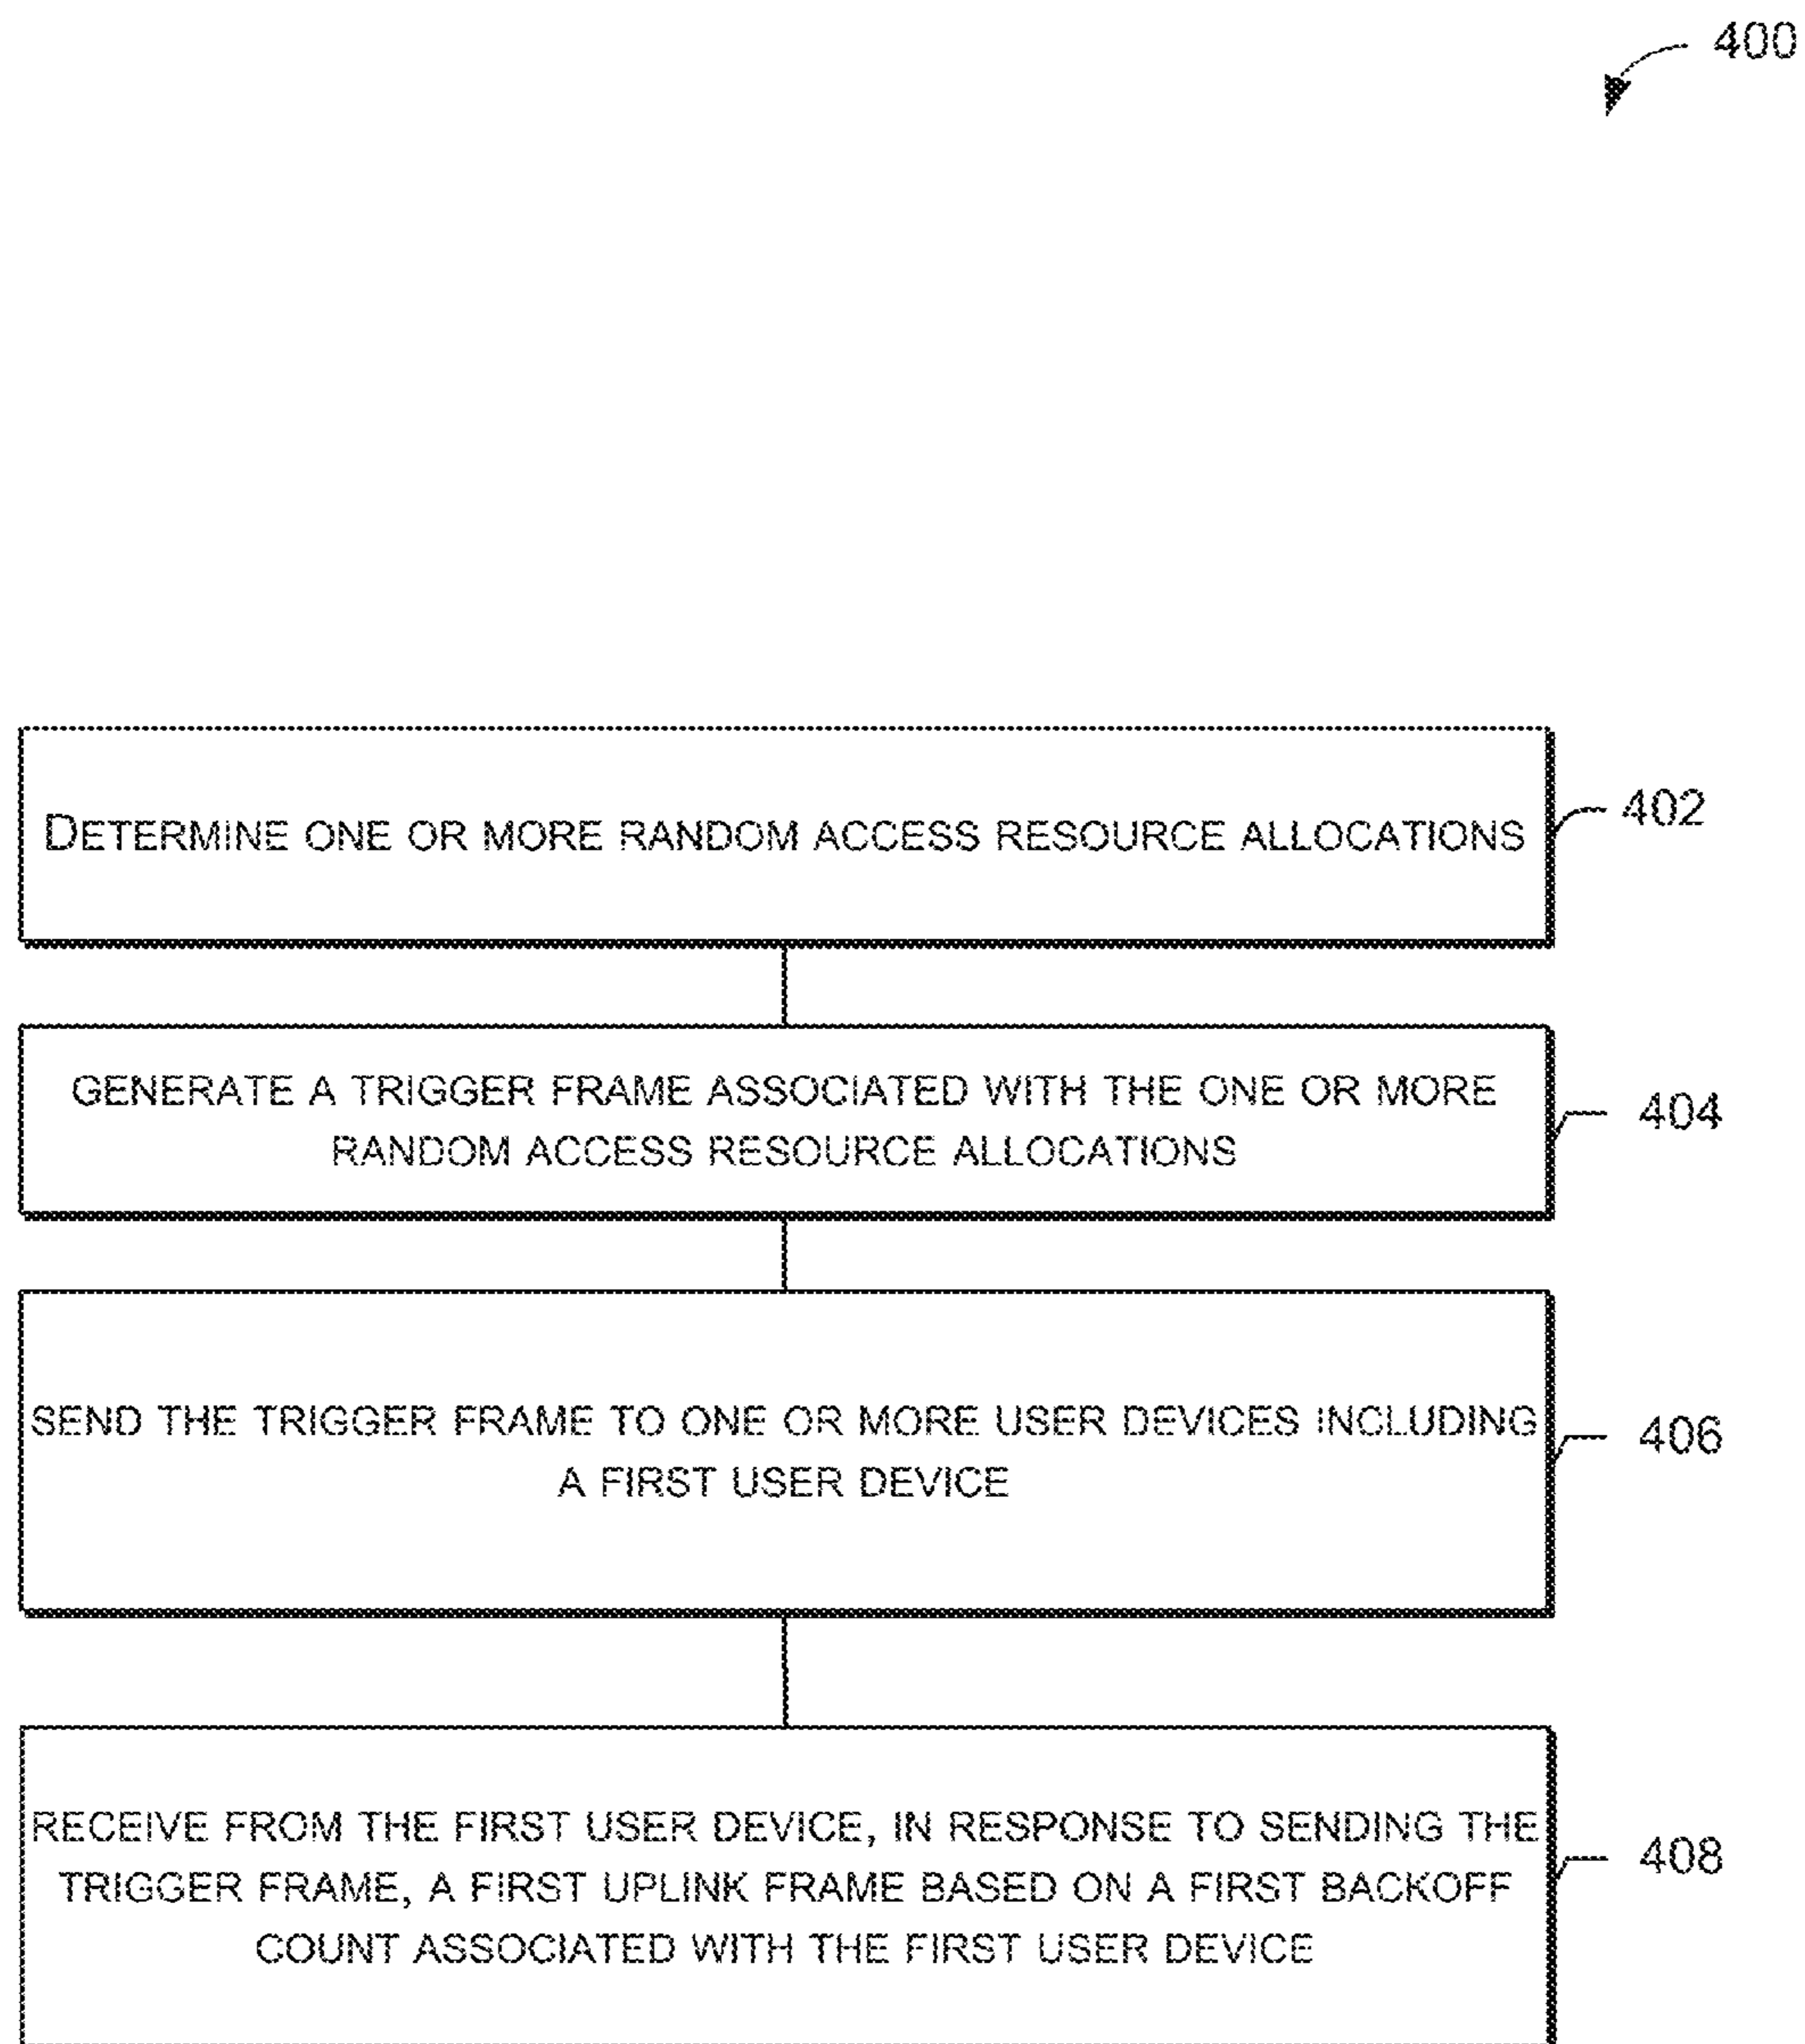 400
DETERMINE ONE OR MORE RANDOM ACCESS RESOURCE ALLOCATIONS
402
GENERATE A TRIGGER FRAME ASSOCIATED WITH THE ONE OR MORE
RANDOM ACCESS RESOURCE ALLOCATIONS
404
SEND THE TRIGGER FRAME TO ONE OR MORE USER DEVICES INCLUDING
A FIRST USER DEVICE
406
RECEIVE FROM THE FIRST USER DEVICE, IN RESPONSE TO SENDING THE
TRIGGER FRAME, A FIRST UPLINK FRAME BASED ON A FIRST BACKOFF
COUNT ASSOCIATED WITH THE FIRST USER DEVICE
408